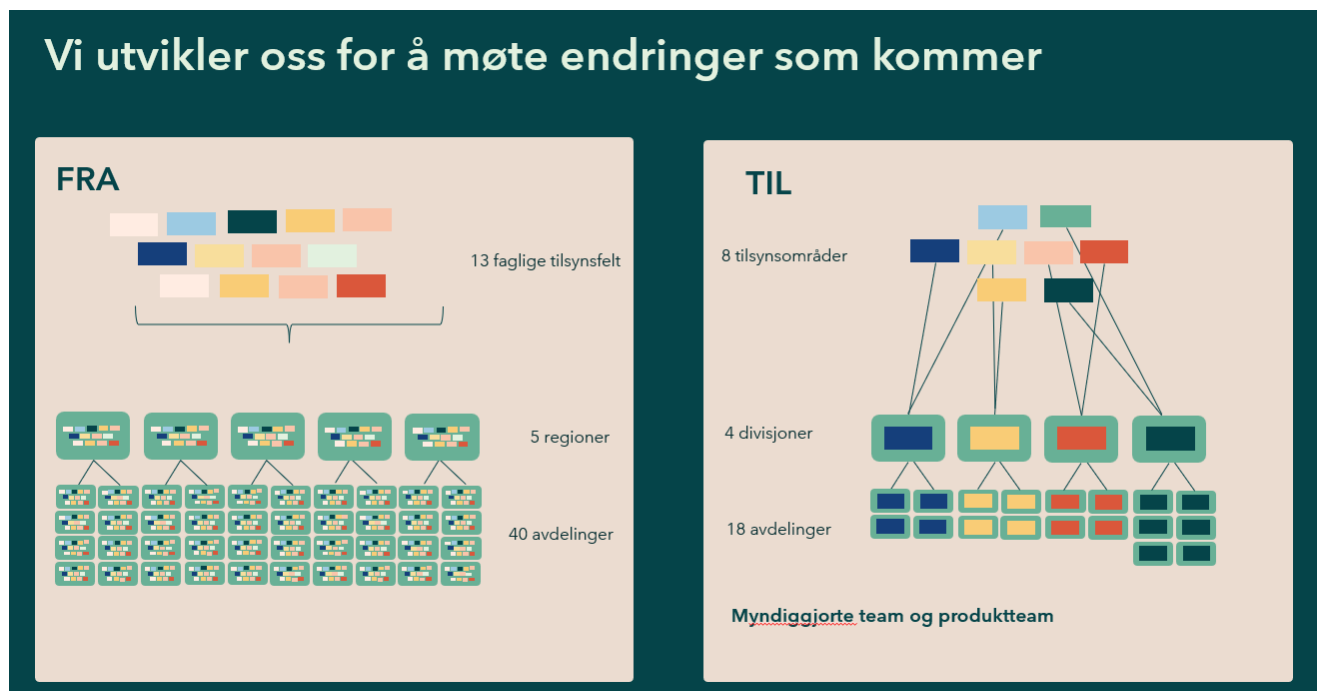 Vi utvikler oss for å møte endringer som kommer
FRA
13 faglige tilsynsfelt
5 regioner
40 avdelinger
TIL
8 tilsynsområder
4 divisjoner
18 avdelinger
Myndiggjorte team og produktteam